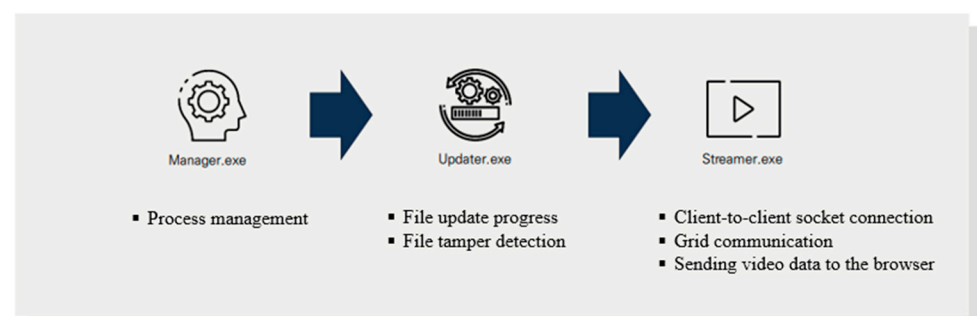 Manager.exe
Updater.exe
Streamer.exe
▪ Process management
▪ File update progress
▪ File tamper detection
▪ Client-to-client socket connection
▪ Grid communication
▪ Sending video data to the browser